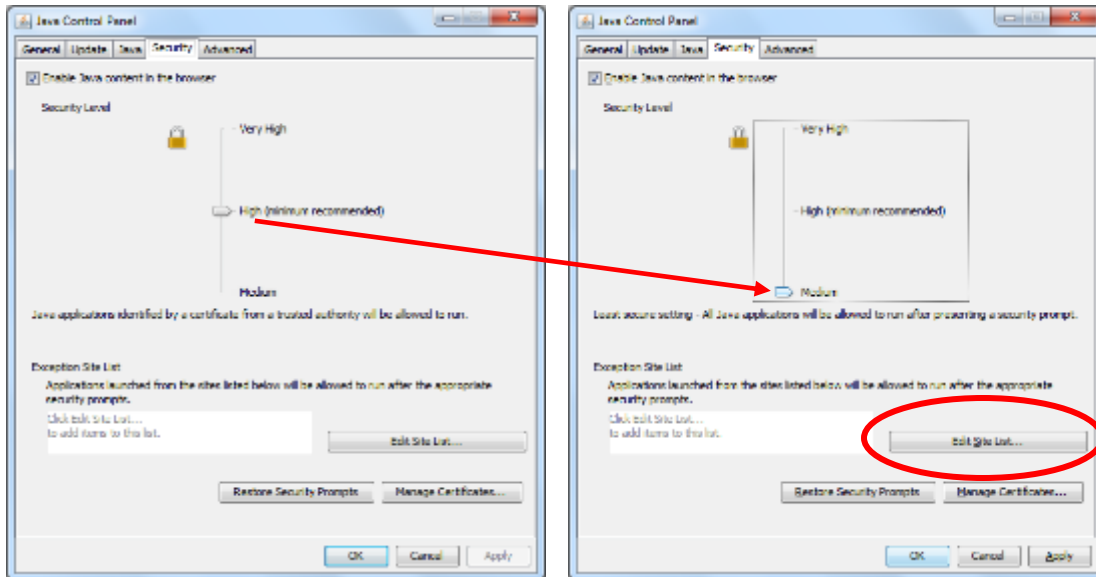 Java Control Panel
General Update Java Security Advanced
Enable Java content in the browser
Security Level
- Very High
- High (minimum recommended)
Medium
Java applications identified by a certificate from a trusted authority will be allowed to run.
Exception Site List
Applications launched from the sites listed below will be allowed to run after the appropriate
security prompts.
Click Edit Site List...
to add items to this list.
Edit Site List...
Restore Security Prompts Manage Certificates...
OK Cancel Apply
Java Control Panel
General Update Java Security Advanced
Enable Java content in the browser
Security Level
- Very High
- High (minimum recommended)
Medium
Least secure setting - All Java applications will be allowed to run after presenting a security prompt.
Exception Site List
Applications launched from the sites listed below will be allowed to run after the appropriate
security prompts.
Click Edit Site List...
to add items to this list.
Edit Site List...
Restore Security Prompts Manage Certificates...
OK Cancel Apply